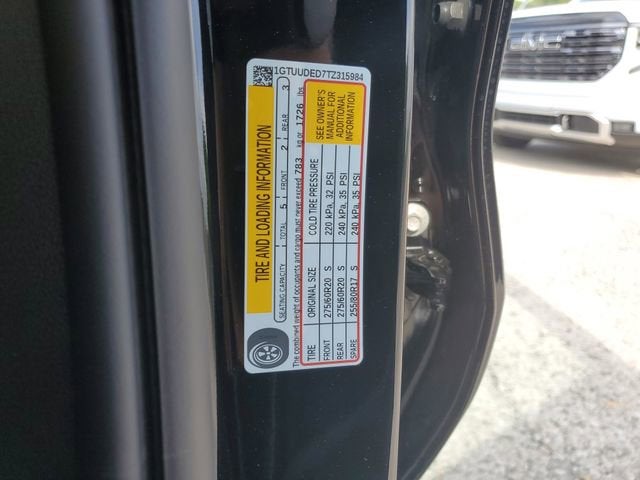 1GTUUDED7TZ315984
TIRE AND LOADING INFORMATION
SEATING CAPACITY TOTAL 5 FRONT 2 REAR 3
The combined weight of occupants and cargo must never exceed 783 kg or 1726 lbs
TIRE ORIGINAL SIZE COLD TIRE PRESSURE
FRONT 275/60R20 S 220 kPa, 32 PSI
REAR 275/60R20 S 240 kPa, 35 PSI
SPARE 255/80R17 S 240 kPa, 35 PSI
SEE OWNER'S
MANUAL FOR
ADDITIONAL
INFORMATION
GMC